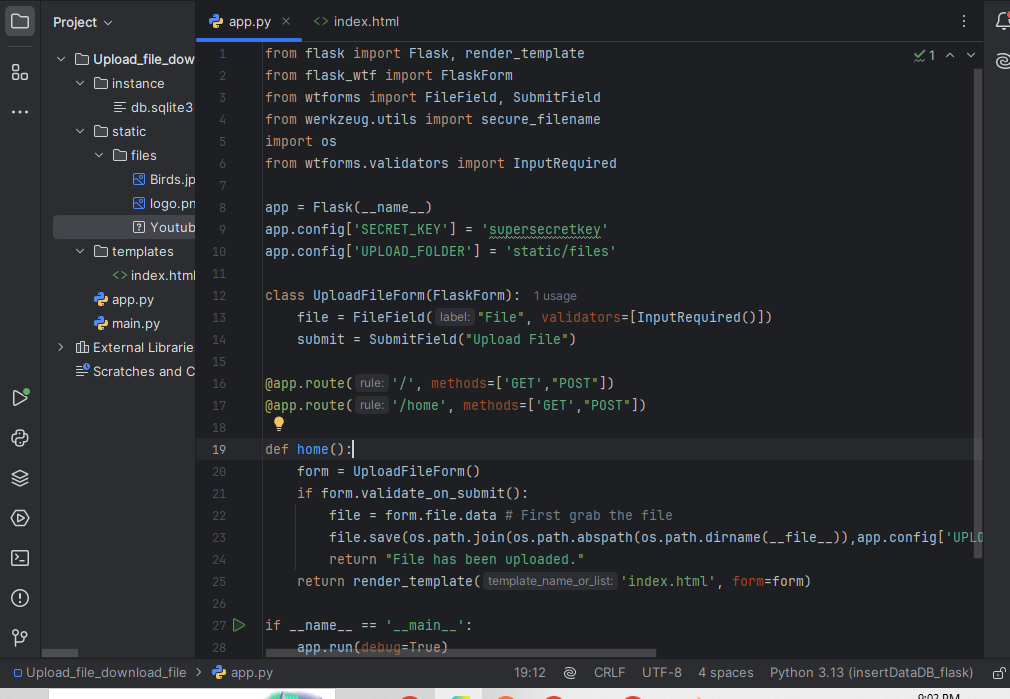 Project
app.py
index.html
Upload_file_dow
instance
db.sqlite3
static
files
Birds.jp
logo.pn
Youtub
templates
index.html
app.py
main.py
External Librarie
Scratches and C
1
1 from flask import Flask, render_template
2 from flask_wtf import FlaskForm
3 from wtforms import FileField, SubmitField
4 from werkzeug.utils import secure_filename
5 import os
6 from wtforms.validators import InputRequired
7
8 app = Flask(__name__)
9 app.config['SECRET_KEY'] = 'supersecretkey'
10 app.config['UPLOAD_FOLDER'] = 'static/files'
11
12 class UploadFileForm(FlaskForm): 1 usage
13 file = FileField( label: "File", validators=[InputRequired()])
14 submit = SubmitField("Upload File")
15
16 @app.route( rule: '/', methods=['GET',"POST"])
17 @app.route( rule: '/home', methods=['GET',"POST"])
18
19 def home():
20 form = UploadFileForm()
21 if form.validate_on_submit():
22 file = form.file.data # First grab the file
23 file.save(os.path.join(os.path.abspath(os.path.dirname(__file__)),app.config['UPLO
24 return "File has been uploaded."
25 return render_template( template_name_or_list: 'index.html', form=form)
26
27 if __name__ == '__main__':
28 app.run(debug=True)
Upload_file_download_file > app.py
19:12 CRLF UTF-8 4 spaces Python 3.13 (insertDataDB_flask)
9:02 PM